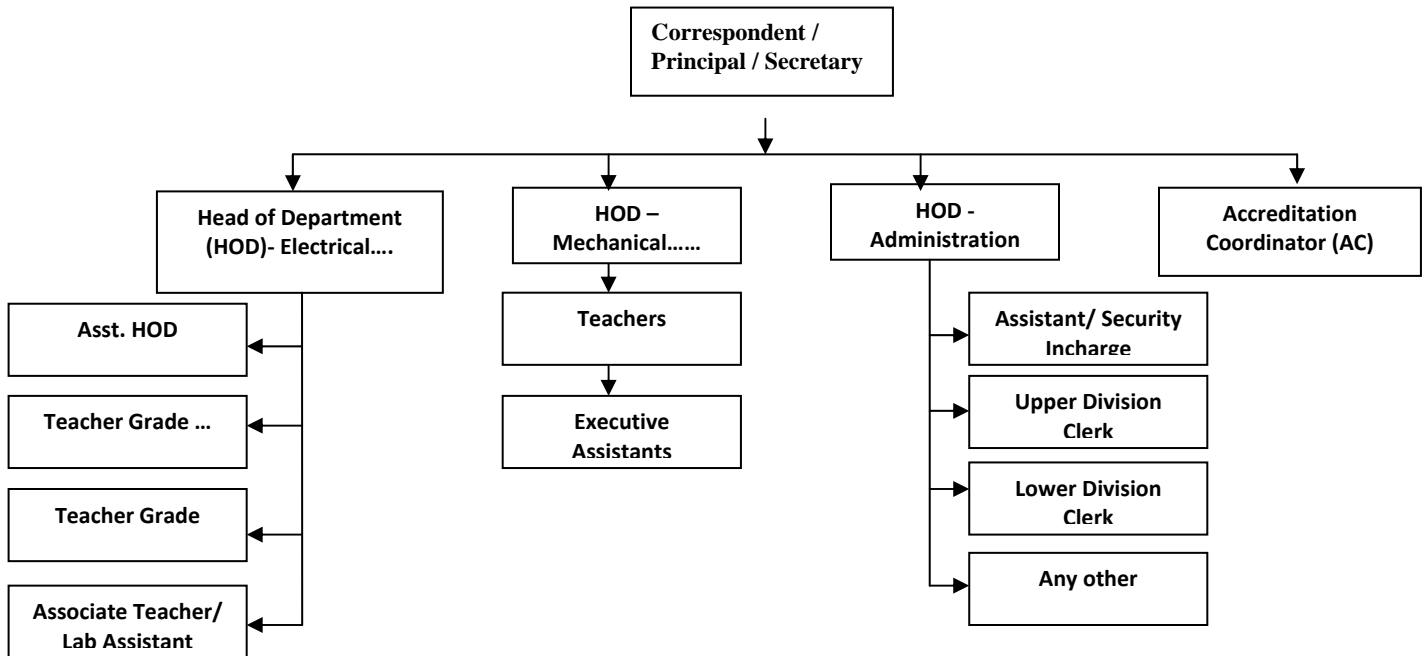 Correspondent /
Principal / Secretary
Head of Department
(HOD)- Electrical….
HOD –
Mechanical……
HOD -
Administration
Accreditation
Coordinator (AC)
Asst. HOD
Teacher Grade …
Teacher Grade
Associate Teacher/
Lab Assistant
Teachers
Executive
Assistants
Assistant/ Security
Incharge
Upper Division
Clerk
Lower Division
Clerk
Any other